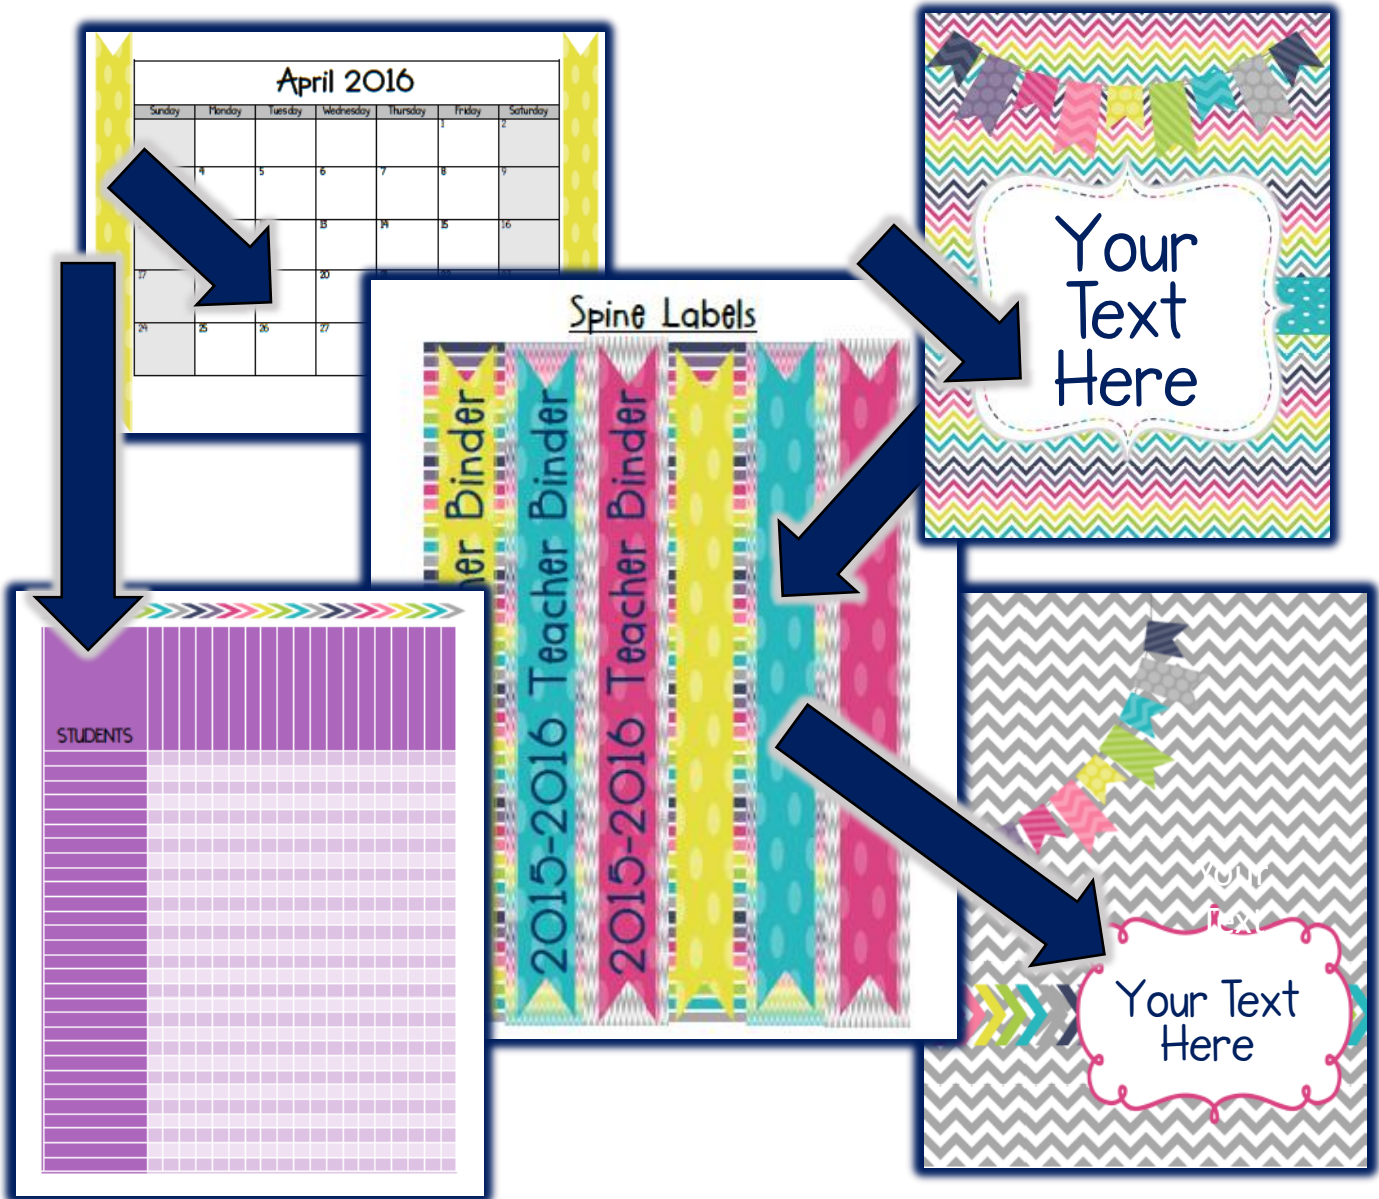 April 2016
Sunday Monday Tuesday Wednesday Thursday Friday Saturday
1 2
4 5 6 7 8 9
13 14 15 16
17 20
24 25 26 27
Your
Text
Here
Spine Labels
Binder
2015-2016 Teacher Binder
2015-2016 Teacher Binder
STUDENTS
Your
Text
Your Text
Here